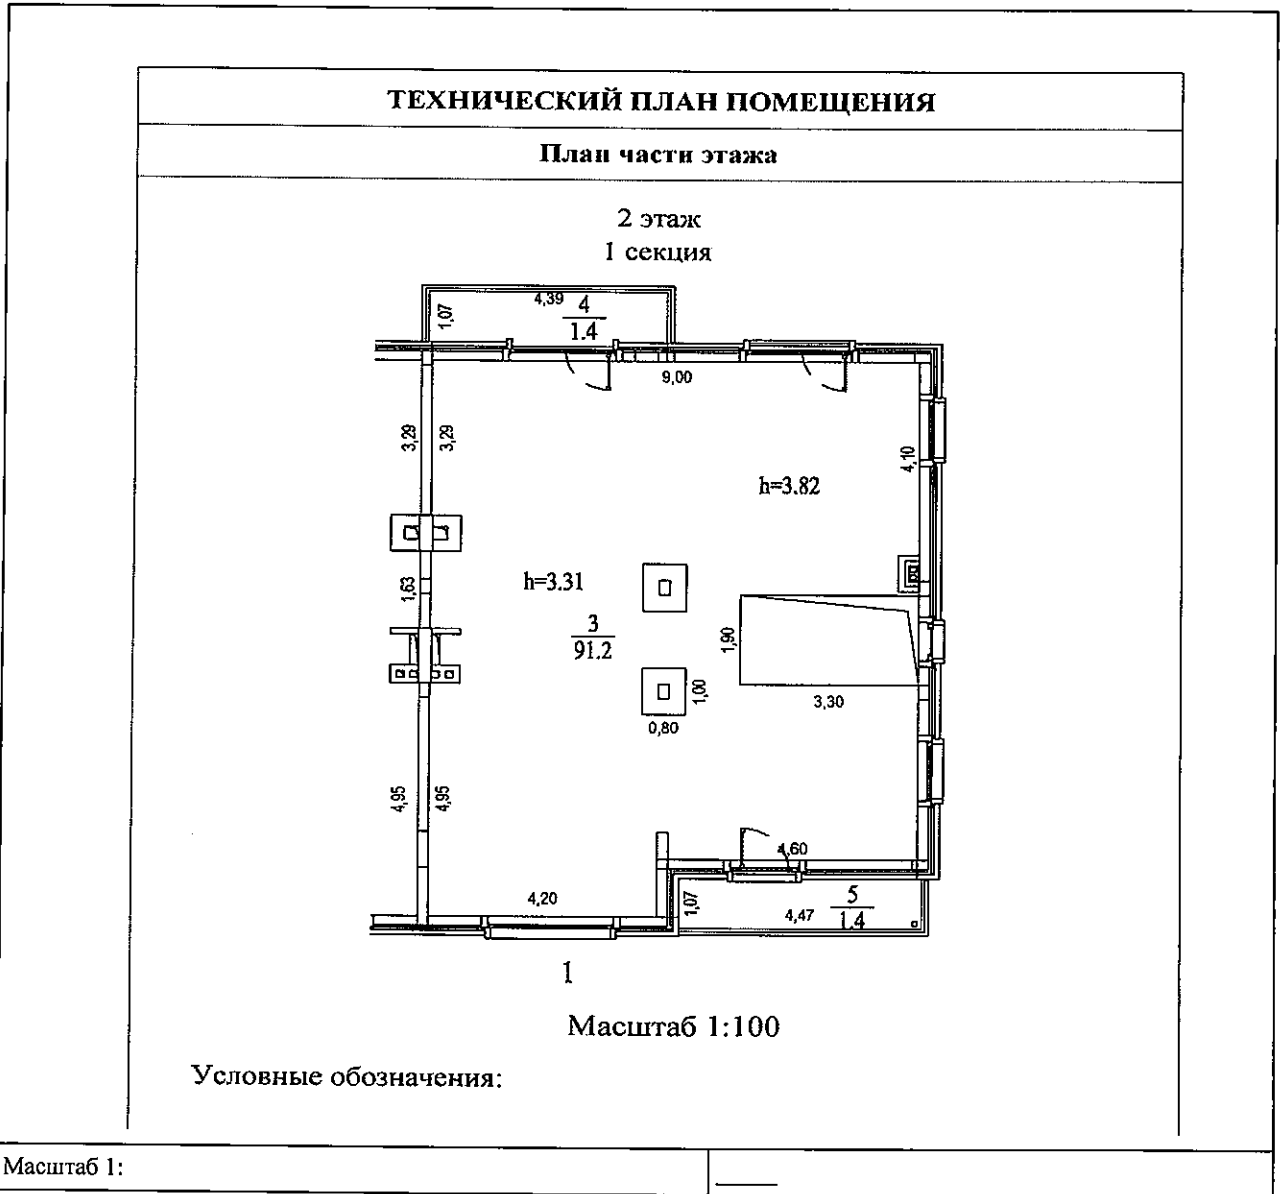 ТЕХНИЧЕСКИЙ ПЛАН ПОМЕЩЕНИЯ
План части этажа
2 этаж
1 секция
4,39
4
1.4
1,07
9,00
3,29
3,29
4,10
h=3.82
h=3.31
1,63
3
91.2
1,90
1,00
3,30
0,80
4,95
4,95
4,60
4,20
1,07
4,47
5
1.4
1
Масштаб 1:100
Условные обозначения:
Масштаб 1: